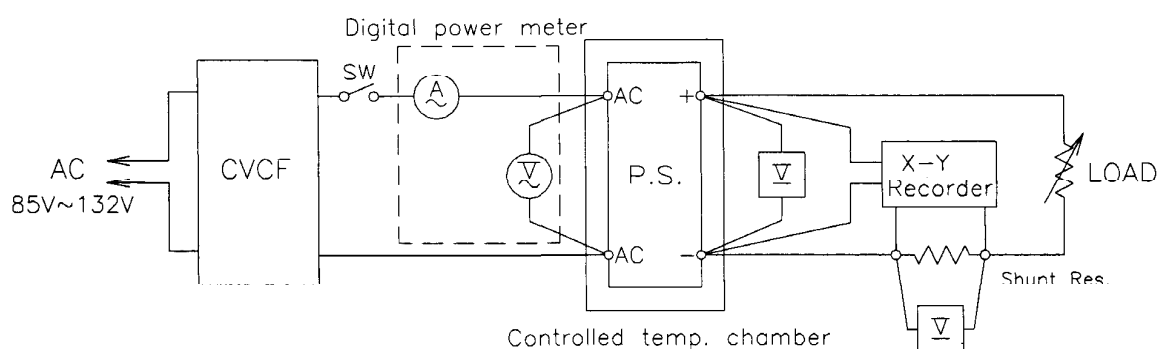 Digital power meter
SW
A
AC
+
AC
85V~132V
CVCF
V
P.S.
V
X-Y
Recorder
LOAD
AC
-
Shunt Res.
V
Controlled temp. chamber